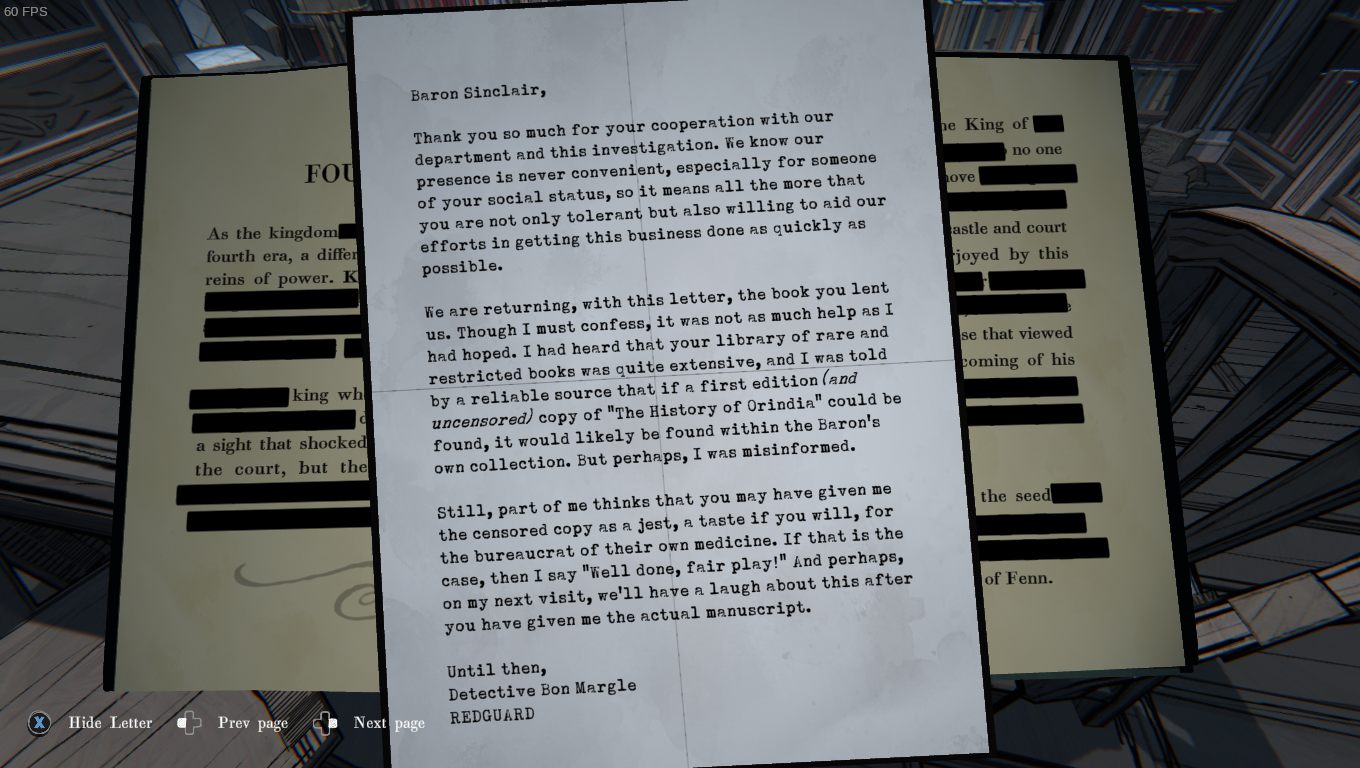 60 FPS
Baron Sinclair,
Thank you so much for your cooperation with our
department and this investigation. We know our
presence is never convenient, especially for someone
of your social status, so it means all the more that
you are not only tolerant but also willing to aid our
efforts in getting this business done as quickly as
possible.
We are returning, with this letter, the book you lent
us. Though I must confess, it was not as much help as I
had hoped. I had heard that your library of rare and
restricted books was quite extensive, and I was told
by a reliable source that if a first edition (and
uncensored) copy of "The History of Orindia" could be
found, it would likely be found within the Baron's
own collection. But perhaps, I was misinformed.
Still, part of me thinks that you may have given me
the censored copy as a jest, a taste if you will, for
the bureaucrat of their own medicine. If that is the
case, then I say "Well done, fair play!" And perhaps,
on my next visit, we'll have a laugh about this after
you have given me the actual manuscript.
Until then,
Detective Bon Margle
REDGUARD
FOU
As the kingdom
fourth era, a differ
reins of power. K
king wh
a sight that shocked
the court, but the
King of
no one
and court
by this
that viewed
coming of his
the seed
of Fenn.
X Hide Letter Prev page Next page